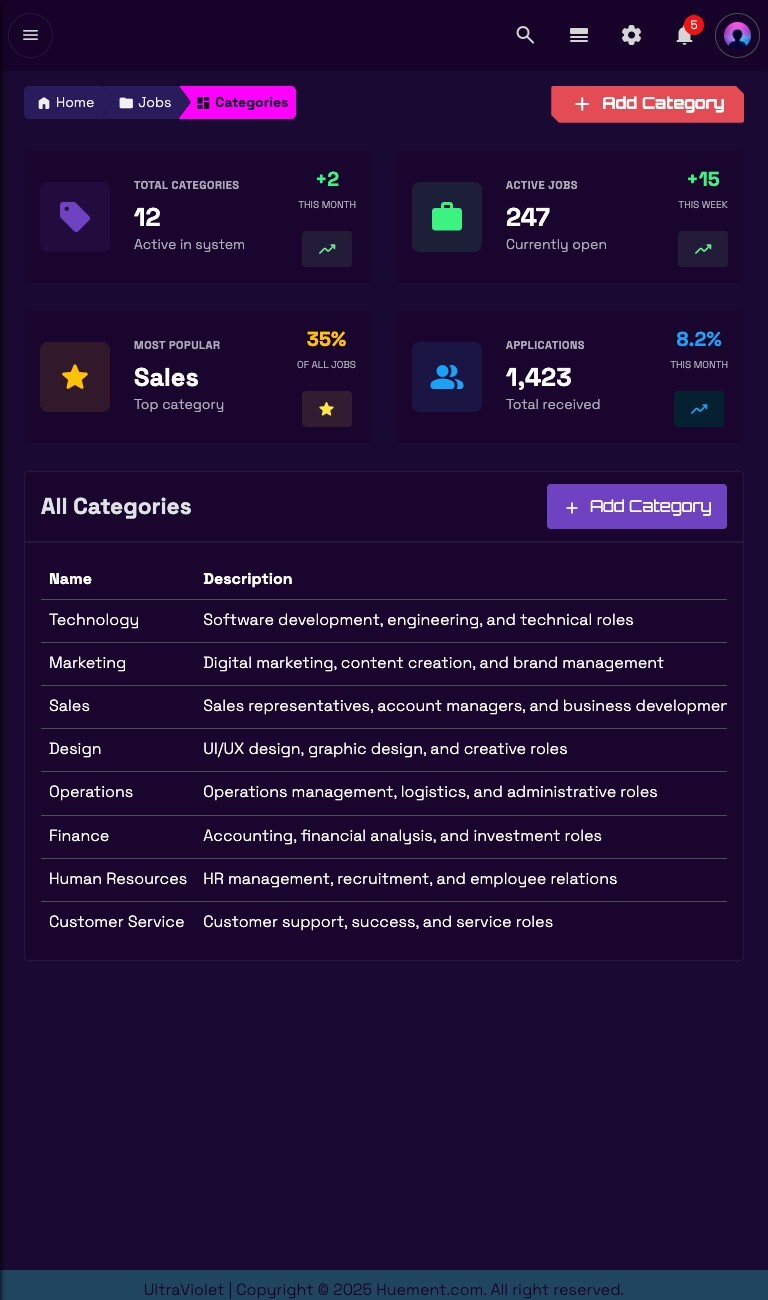 5
Home Jobs Categories
Add Category
TOTAL CATEGORIES
12
Active in system
+2
THIS MONTH
ACTIVE JOBS
247
Currently open
+15
THIS WEEK
MOST POPULAR
Sales
Top category
35%
OF ALL JOBS
APPLICATIONS
1,423
Total received
8.2%
THIS MONTH
All Categories
Add Category
Name Description
Technology Software development, engineering, and technical roles
Marketing Digital marketing, content creation, and brand management
Sales Sales representatives, account managers, and business developmen
Design UI/UX design, graphic design, and creative roles
Operations Operations management, logistics, and administrative roles
Finance Accounting, financial analysis, and investment roles
Human Resources HR management, recruitment, and employee relations
Customer Service Customer support, success, and service roles
UltraViolet | Copyright © 2025 Huement.com. All right reserved.